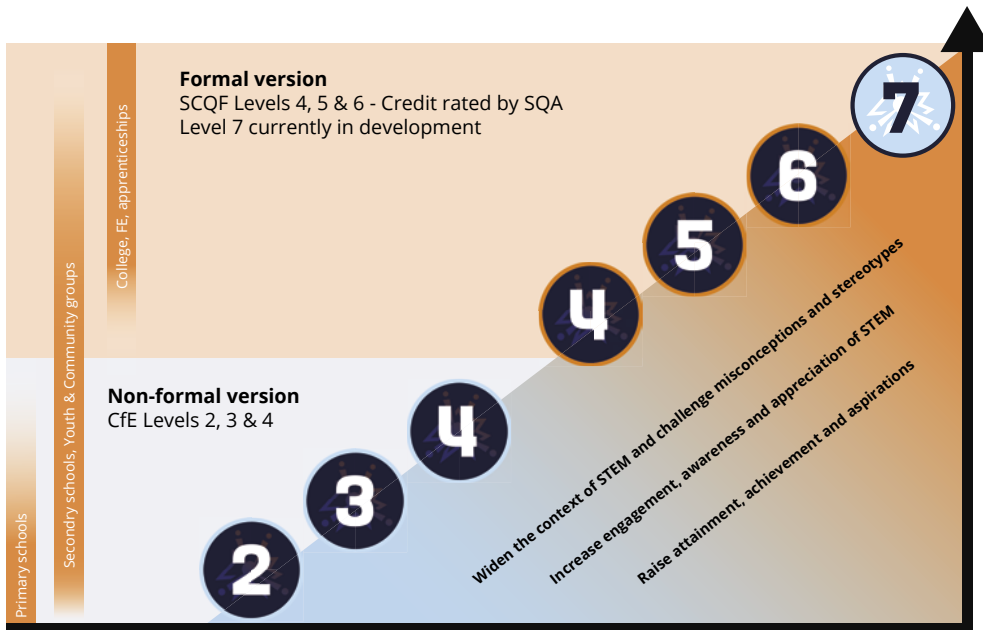 Formal version
SCQF Levels 4, 5 & 6 - Credit rated by SQA
Level 7 currently in development
College, FE, apprenticeships
Secondry schools, Youth & Community groups
Primary schools
Non-formal version
CfE Levels 2, 3 & 4
2
3
4
4
5
6
7
Widen the context of STEM and challenge misconceptions and stereotypes
Increase engagement, awareness and appreciation of STEM
Raise attainment, achievement and aspirations